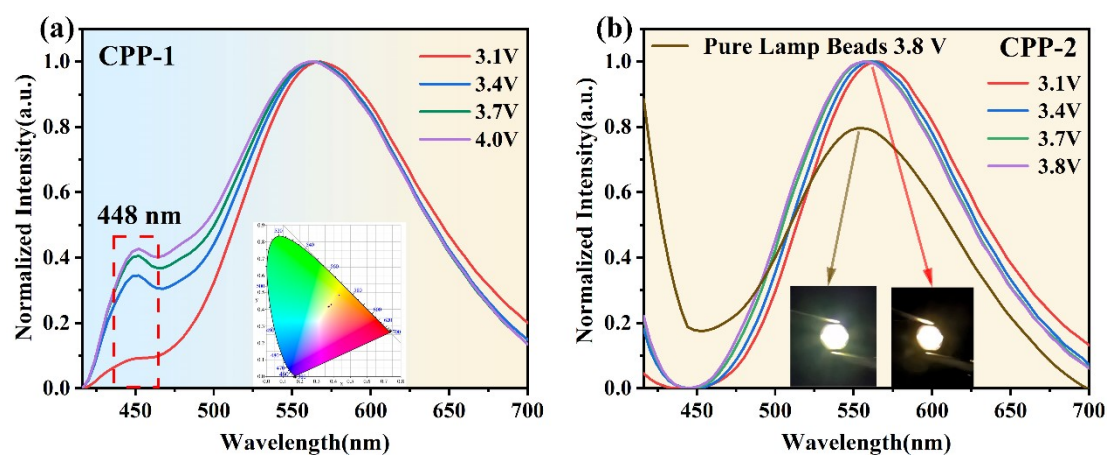 (a)
CPP-1
3.1V
3.4V
3.7V
4.0V
448 nm
Normalized Intensity(a.u.)
1.0
0.8
0.6
0.4
0.2
0.0
450
500
550
600
650
700
Wavelength(nm)
(b)
Pure Lamp Beads 3.8 V
CPP-2
3.1V
3.4V
3.7V
3.8V
Normalized Intensity(a.u.)
1.0
0.8
0.6
0.4
0.2
0.0
450
500
550
600
650
700
Wavelength(nm)